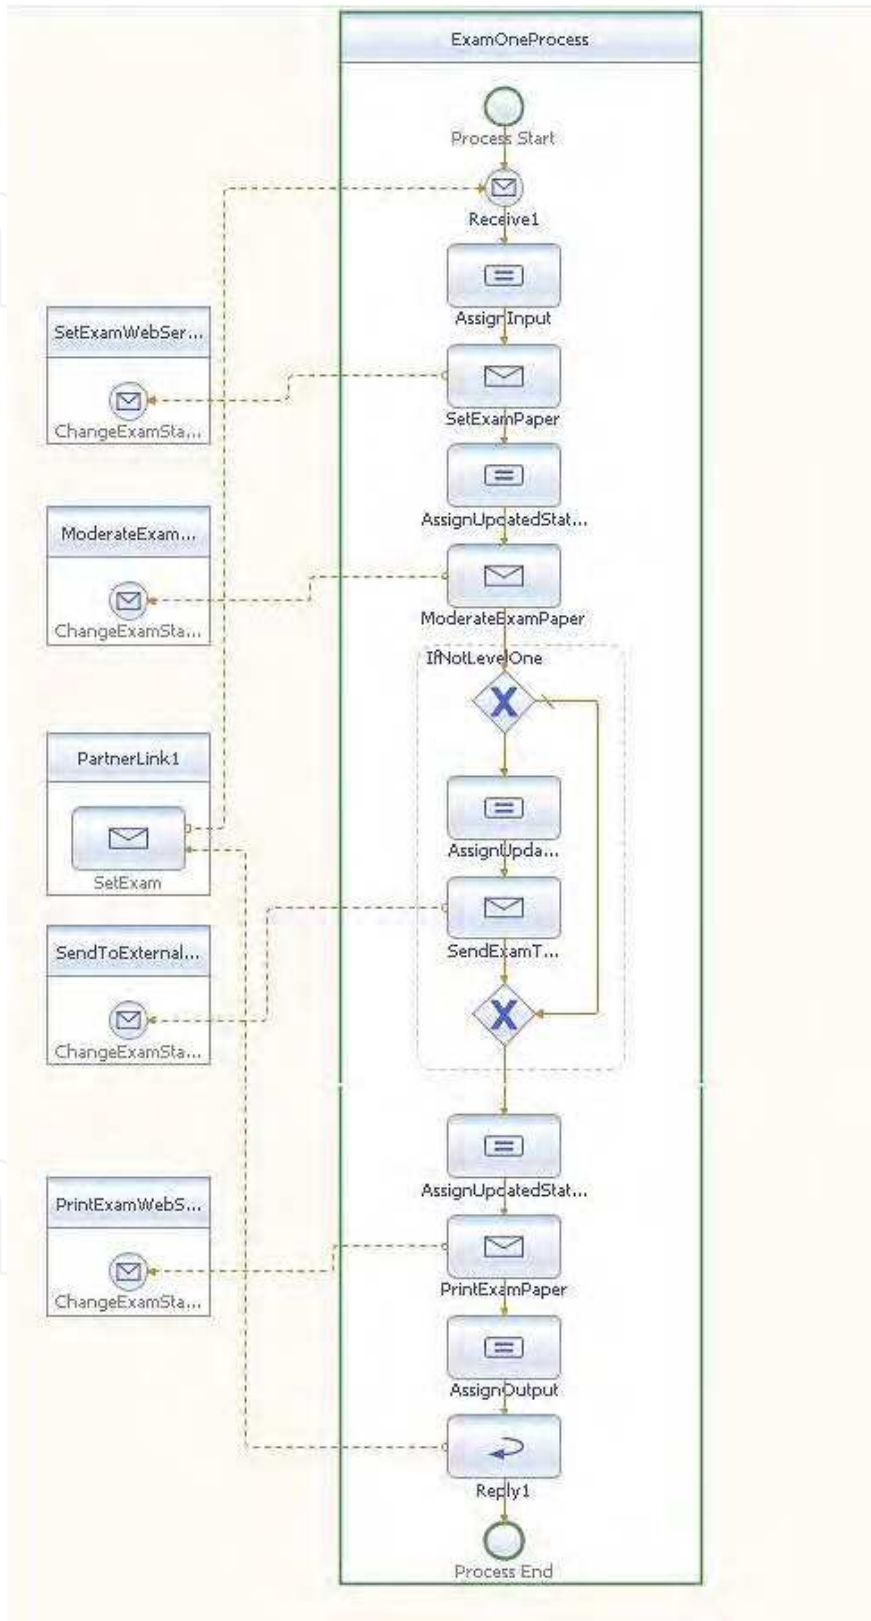 ExamOneProcess
Process Start
Receive1
AssignInput
SetExamWebSer...
ChangeExamSta...
SetExamPaper
AssignUpdatedStat...
ModerateExam...
ChangeExamSta...
ModerateExamPaper
IfNotLevelOne
X
PartnerLink1
SetExam
AssignUpda...
SendToExternal...
ChangeExamSta...
SendExamT...
X
AssignUpdatedStat...
PrintExamWebS...
ChangeExamSta...
PrintExamPaper
AssignOutput
Reply1
Process End